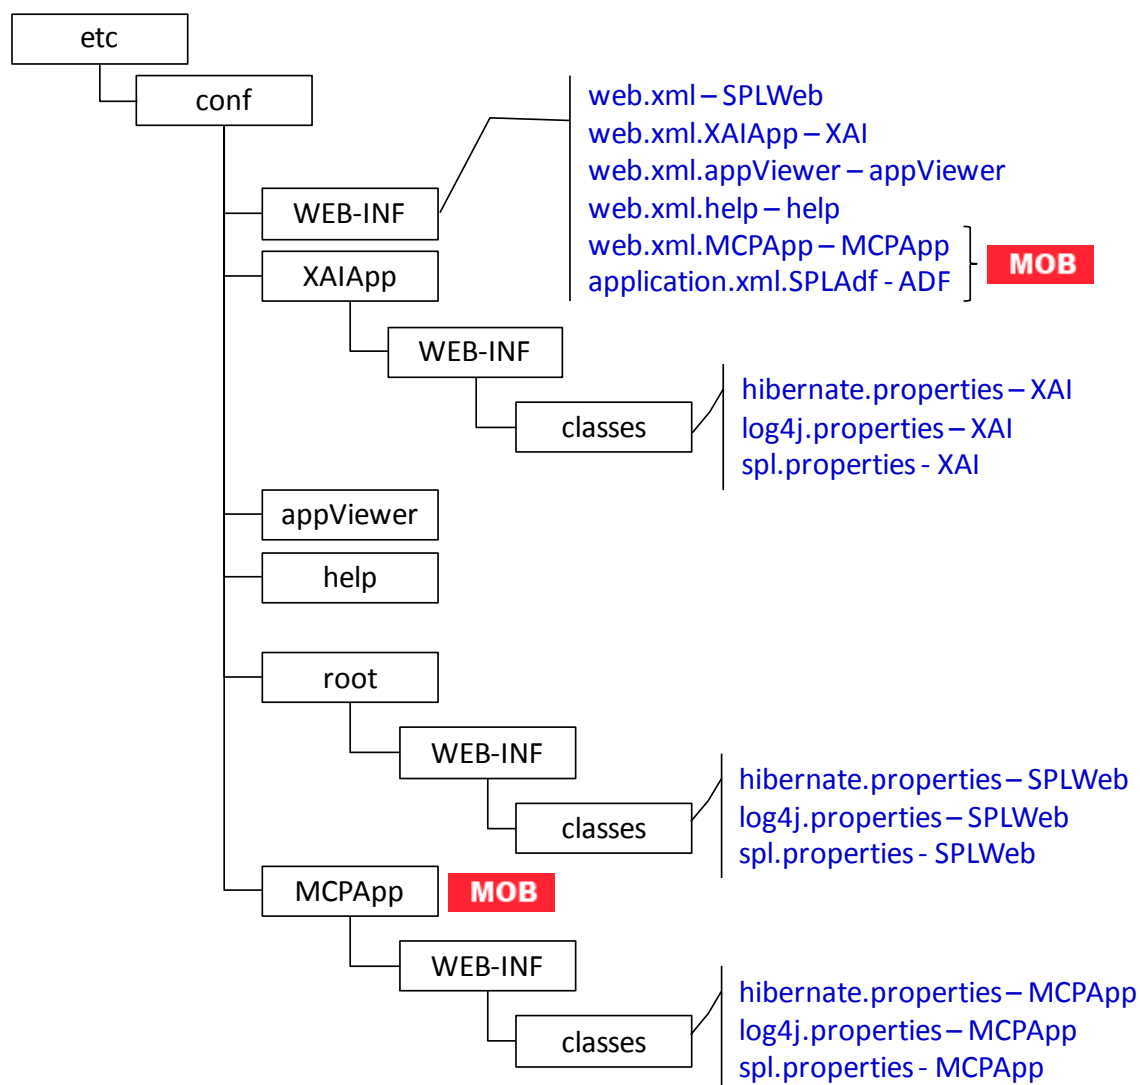 etc
conf
web.xml – SPLWeb
web.xml.XAIApp – XAI
web.xml.appViewer – appViewer
web.xml.help – help
web.xml.MCPApp – MCPApp
application.xml.SPLAdf - ADF
MOB
WEB-INF
XAIApp
WEB-INF
classes
hibernate.properties – XAI
log4j.properties – XAI
spl.properties - XAI
appViewer
help
root
WEB-INF
classes
hibernate.properties – SPLWeb
log4j.properties – SPLWeb
spl.properties - SPLWeb
MCPApp
MOB
WEB-INF
classes
hibernate.properties – MCPApp
log4j.properties – MCPApp
spl.properties - MCPApp